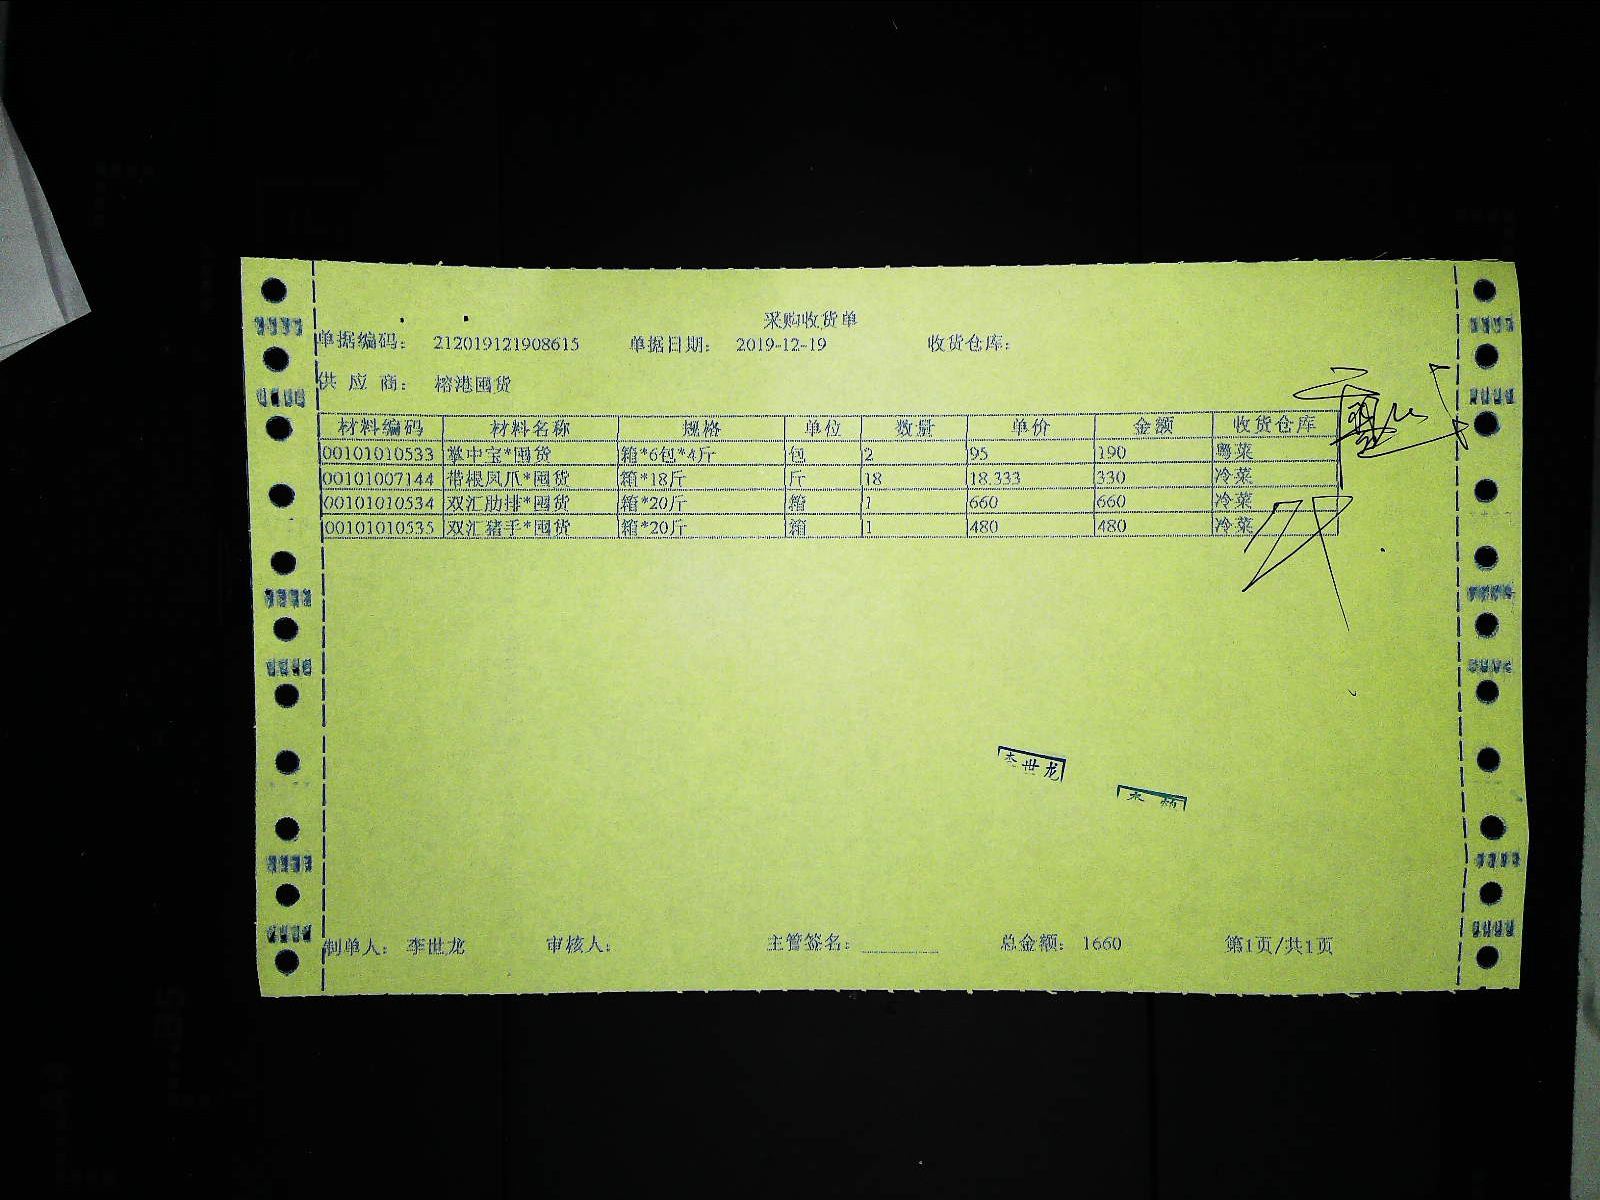 采购收货单
单据编码: 212019121908615 单据日期: 2019-12-19 收货仓库:
供应商: 榕港囤货
材料编码 材料名称 规格 单位 数量 单价 金额 收货仓库
00101010533 掌中宝*囤货 箱*6包*4斤 包 2 95 190 粤菜
00101007144 带根凤爪*囤货 箱*18斤 斤 18 18.333 330 冷菜
00101010534 双汇肋排*囤货 箱*20斤 箱 1 660 660 冷菜
00101010535 双汇猪手*囤货 箱*20斤 箱 1 480 480 冷菜
李世龙
制单人: 李世龙 审核人: 主管签名: 总金额: 1660 第1页/共1页